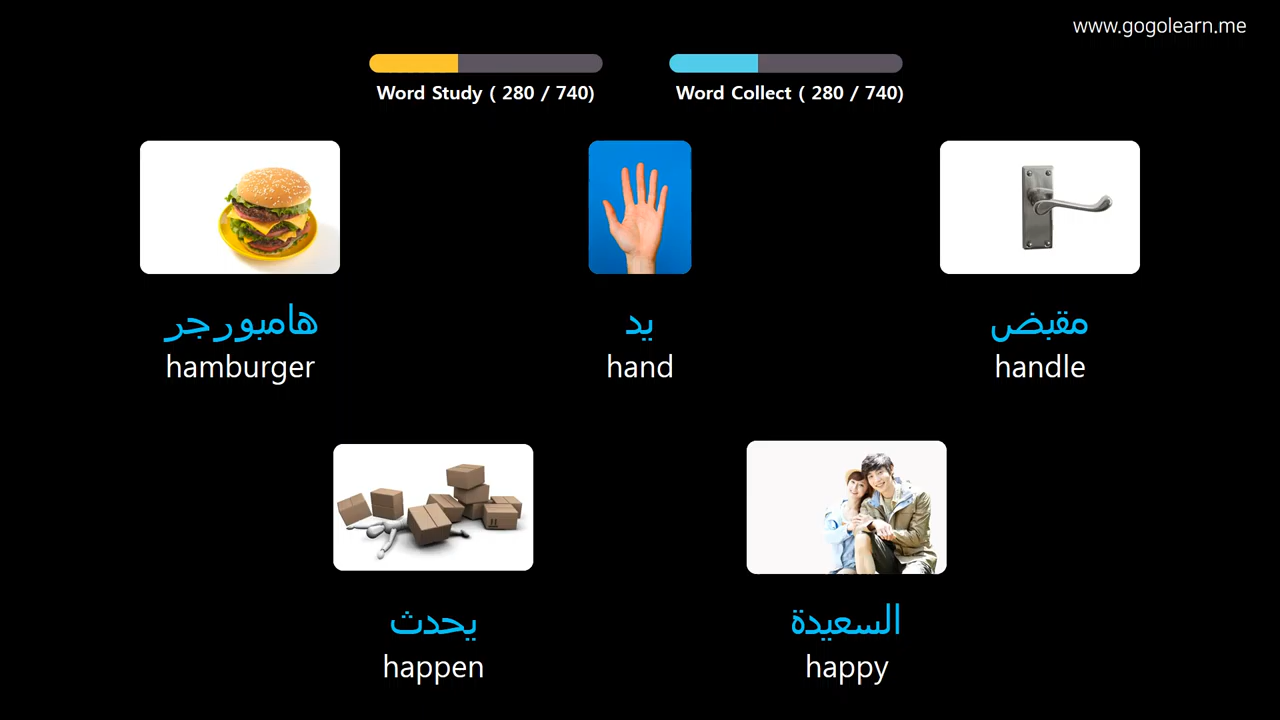 www.gogolearn.me
Word Study ( 280 / 740)
Word Collect ( 280 / 740)
هامبورجر
hamburger
يد
hand
مقبض
handle
يحدث
happen
السعيدة
happy